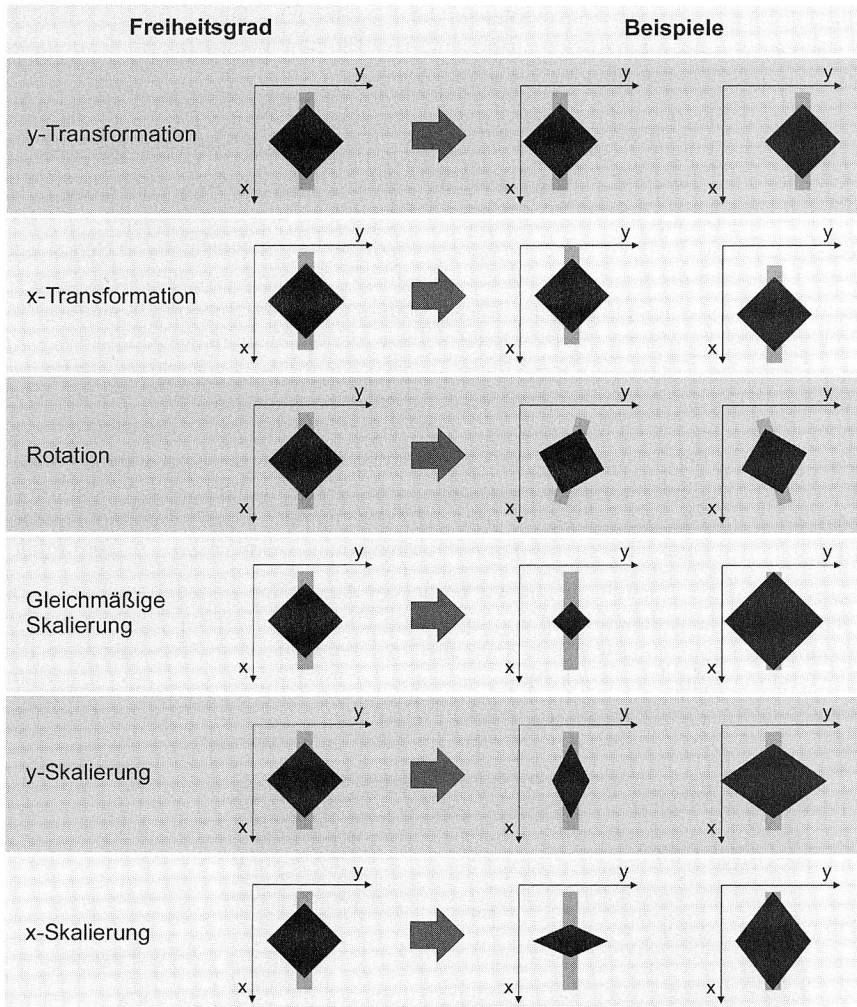 Freiheitsgrad Beispiele
y y y
y-Transformation
x x x
y y y
x-Transformation
x x x
y y y
Rotation
x x x
y y y
Gleichmäßige
Skalierung
x x x
y y y
y-Skalierung
x x x
y y y
x-Skalierung
x x x